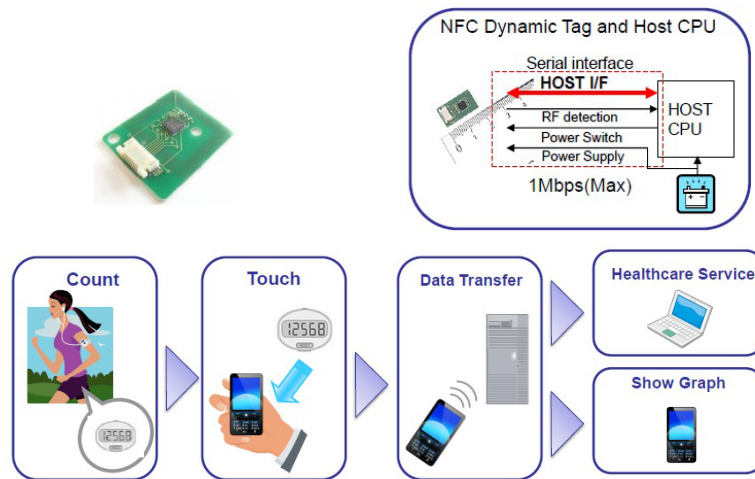 NFC Dynamic Tag and Host CPU
Serial interface
HOST I/F
RF detection
Power Switch
Power Supply
HOST
CPU
1Mbps(Max)
Count
12568
Touch
12568
Data Transfer
Healthcare Service
Show Graph